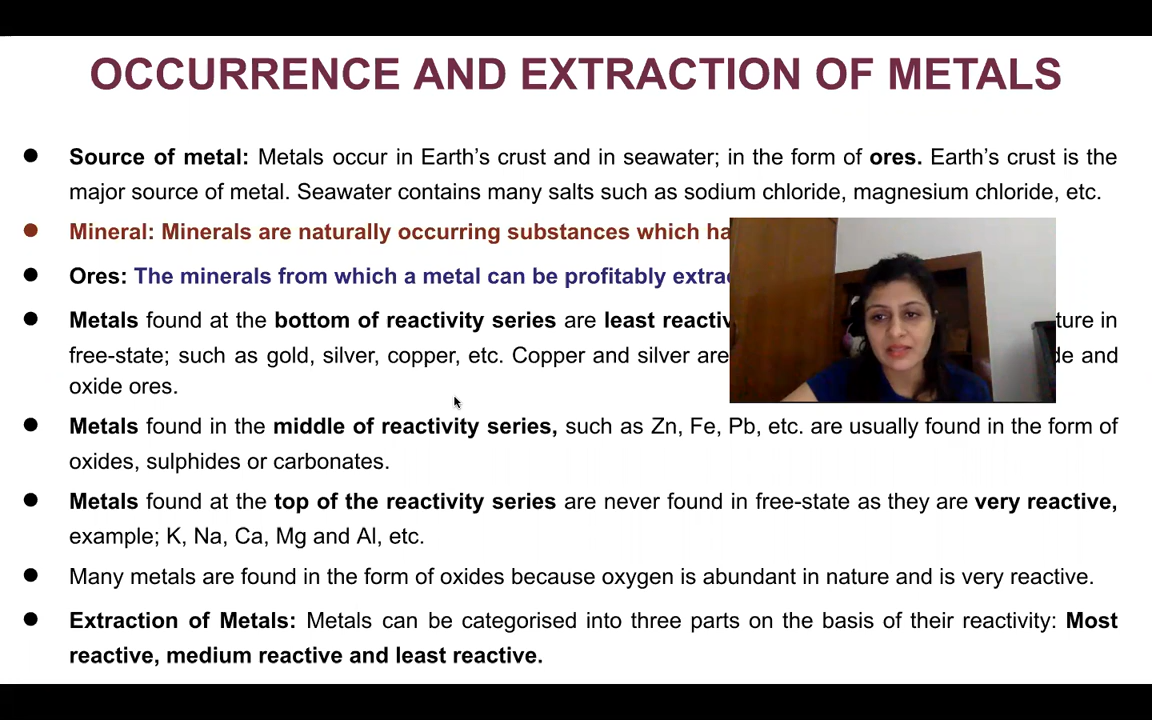 OCCURRENCE AND EXTRACTION OF METALS
● Source of metal: Metals occur in Earth’s crust and in seawater; in the form of ores. Earth’s crust is the
major source of metal. Seawater contains many salts such as sodium chloride, magnesium chloride, etc.
● Mineral: Minerals are naturally occurring substances which
● Ores: The minerals from which a metal can be profitably
● Metals found at the bottom of reactivity series are least in
free-state; such as gold, silver, copper, etc. Copper and silver are and
oxide ores.
● Metals found in the middle of reactivity series, such as Zn, Fe, Pb, etc. are usually found in the form of
oxides, sulphides or carbonates.
● Metals found at the top of the reactivity series are never found in free-state as they are very reactive,
example; K, Na, Ca, Mg and Al, etc.
● Many metals are found in the form of oxides because oxygen is abundant in nature and is very reactive.
● Extraction of Metals: Metals can be categorised into three parts on the basis of their reactivity: Most
reactive, medium reactive and least reactive.